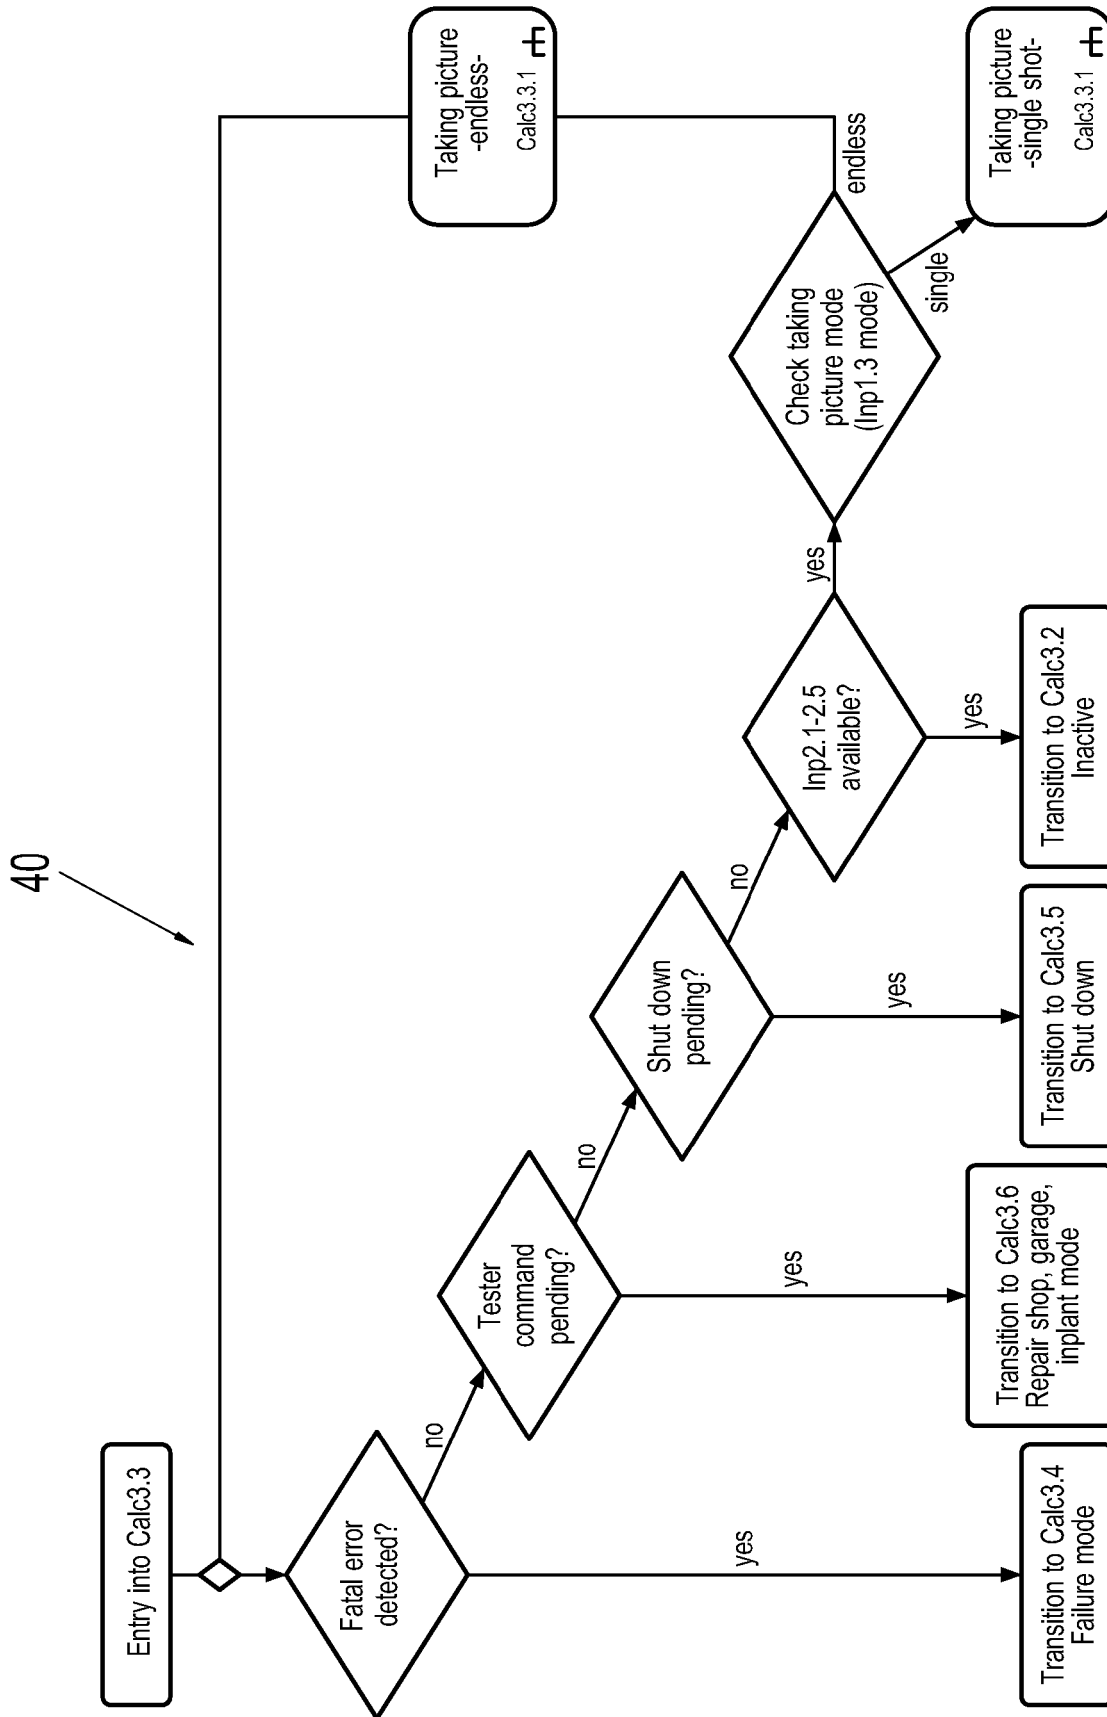 40
Entry into Calc3.3
Fatal error
detected?
no
yes
Transition to Calc3.4
Failure mode
Tester
command
pending?
no
yes
Transition to Calc3.6
Repair shop, garage,
inplant mode
Shut down
pending?
no
yes
Transition to Calc3.5
Shut down
Inp2.1-2.5
available?
yes
yes
Transition to Calc3.2
Inactive
Check taking
picture mode
(Inp1.3 mode)
endless
single
Taking picture
-endless-
Calc3.3.1
Taking picture
-single shot-
Calc3.3.1